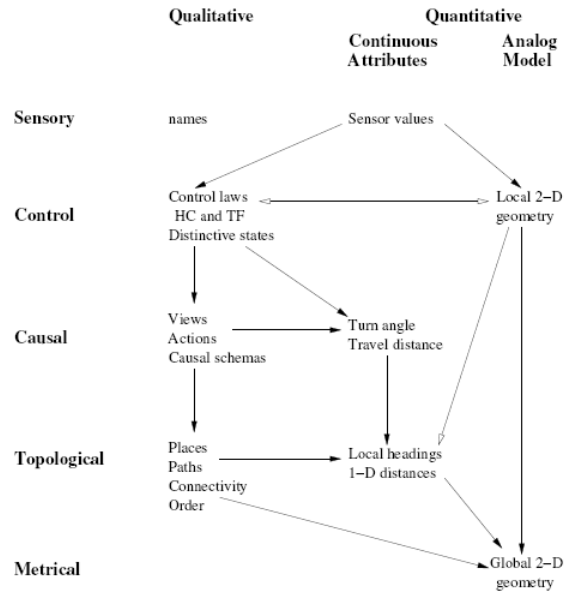 Qualitative Quantitative
Continuous Analog
Attributes Model
Sensory names Sensor values
Control laws Local 2-D
Control HC and TF geometry
Distinctive states
Views Turn angle
Causal Actions Travel distance
Causal schemas
Places Local headings
Topological Paths 1-D distances
Connectivity
Order
Metrical Global 2-D
geometry